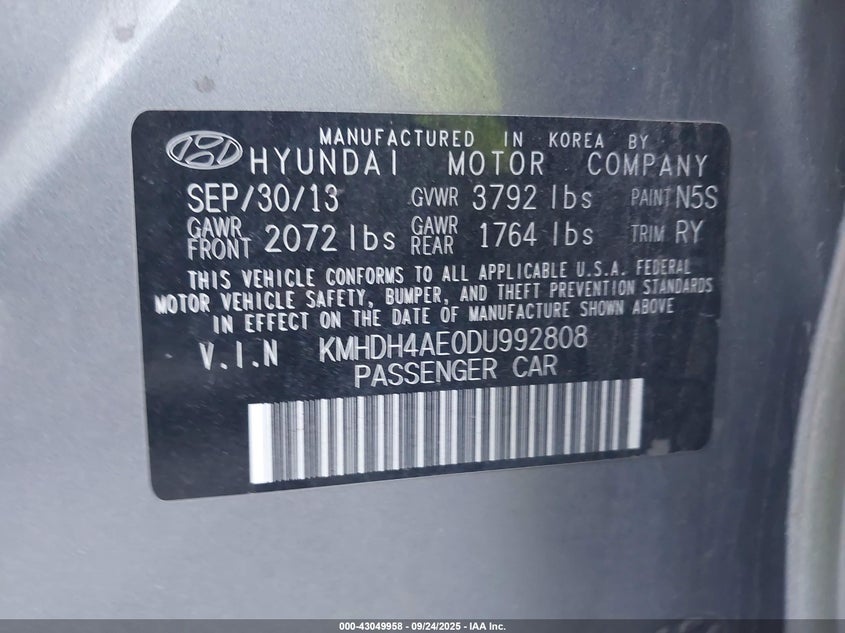 MANUFACTURED IN KOREA BY
HYUNDAI MOTOR COMPANY
SEP/30/13 GVWR 3792 lbs PAINT N5S
GAWR FRONT 2072 lbs GAWR REAR 1764 lbs TRIM RY
THIS VEHICLE CONFORMS TO ALL APPLICABLE U.S.A. FEDERAL
MOTOR VEHICLE SAFETY, BUMPER, AND THEFT PREVENTION STANDARDS
IN EFFECT ON THE DATE OF MANUFACTURE SHOWN ABOVE
V.I.N KMHDH4AE0DU992808
PASSENGER CAR
000-43049958 - 09/24/2025 - IAA Inc.